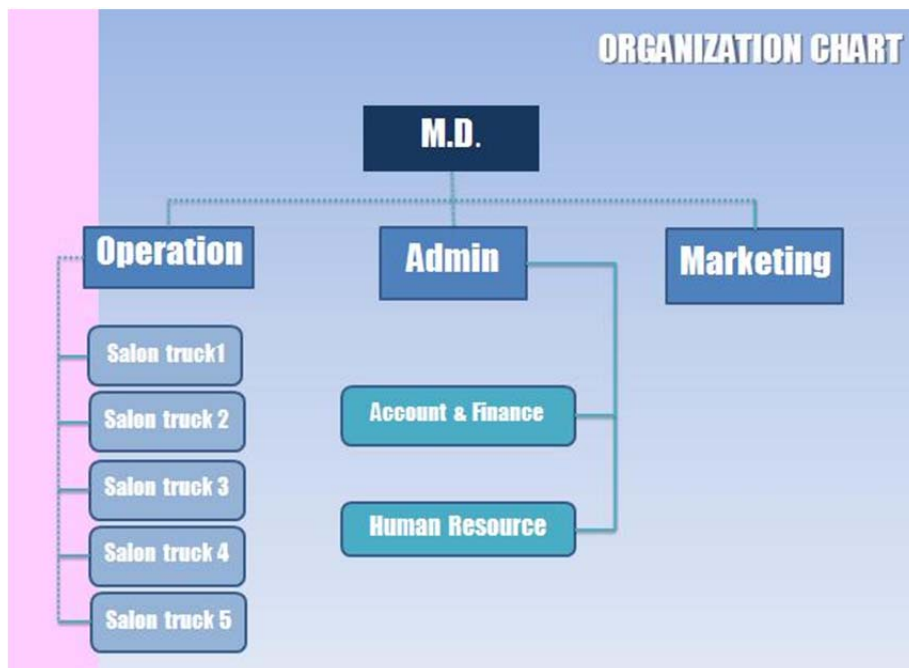 ORGANIZATION CHART
M.D.
Operation
Admin
Marketing
Salon truck1
Salon truck 2
Salon truck 3
Salon truck 4
Salon truck 5
Account & Finance
Human Resource